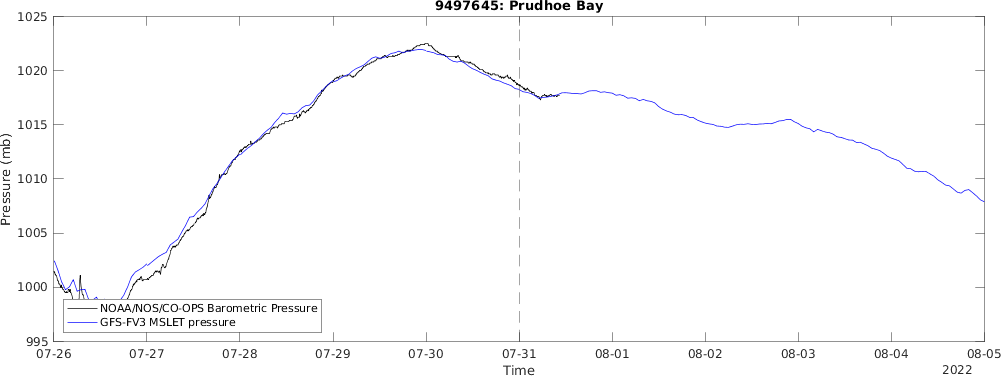 9497645: Prudhoe Bay
1025
1020
1015
1010
1005
1000
995
Pressure (mb)
NOAA/NOS/CO-OPS Barometric Pressure
GFS-FV3 MSLET pressure
07-26 07-27 07-28 07-29 07-30 07-31 08-01 08-02 08-03 08-04 08-05
Time
2022